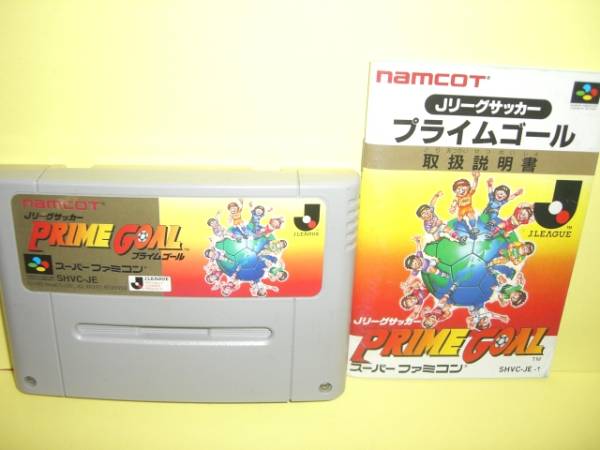 namcot
Jリーグサッカー
PRIME GOAL
プライムゴール
J.LEAGUE
スーパーファミコン
SHVC-JE
J.LEAGUE
namcot
Jリーグサッカー
プライムゴール
取扱説明書
J.LEAGUE
Jリーグサッカー
PRIME GOAL
TM
スーパーファミコン
SHVC-JE-1